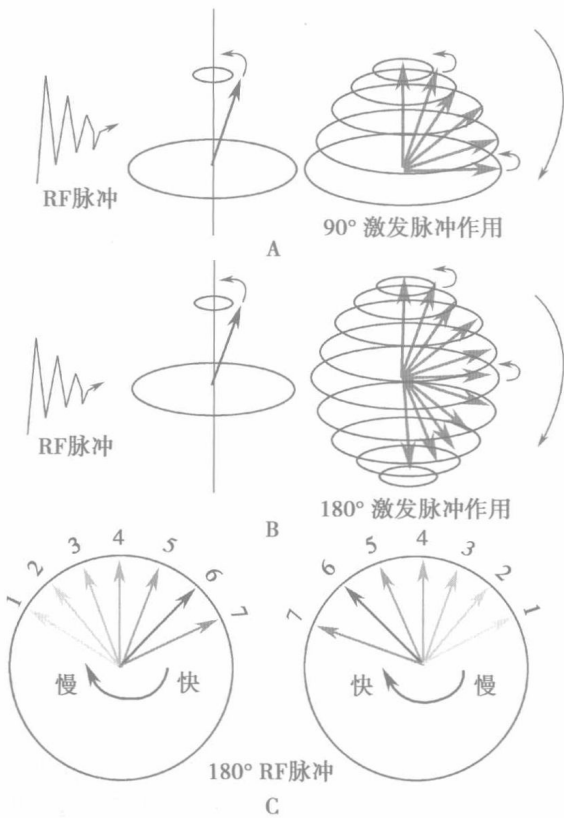 RF脉冲
90° 激发脉冲作用
A
RF脉冲
180° 激发脉冲作用
B
1 2 3 4 5 6 7
7 6 5 4 3 2 1
慢 快
快 慢
180° RF脉冲
C